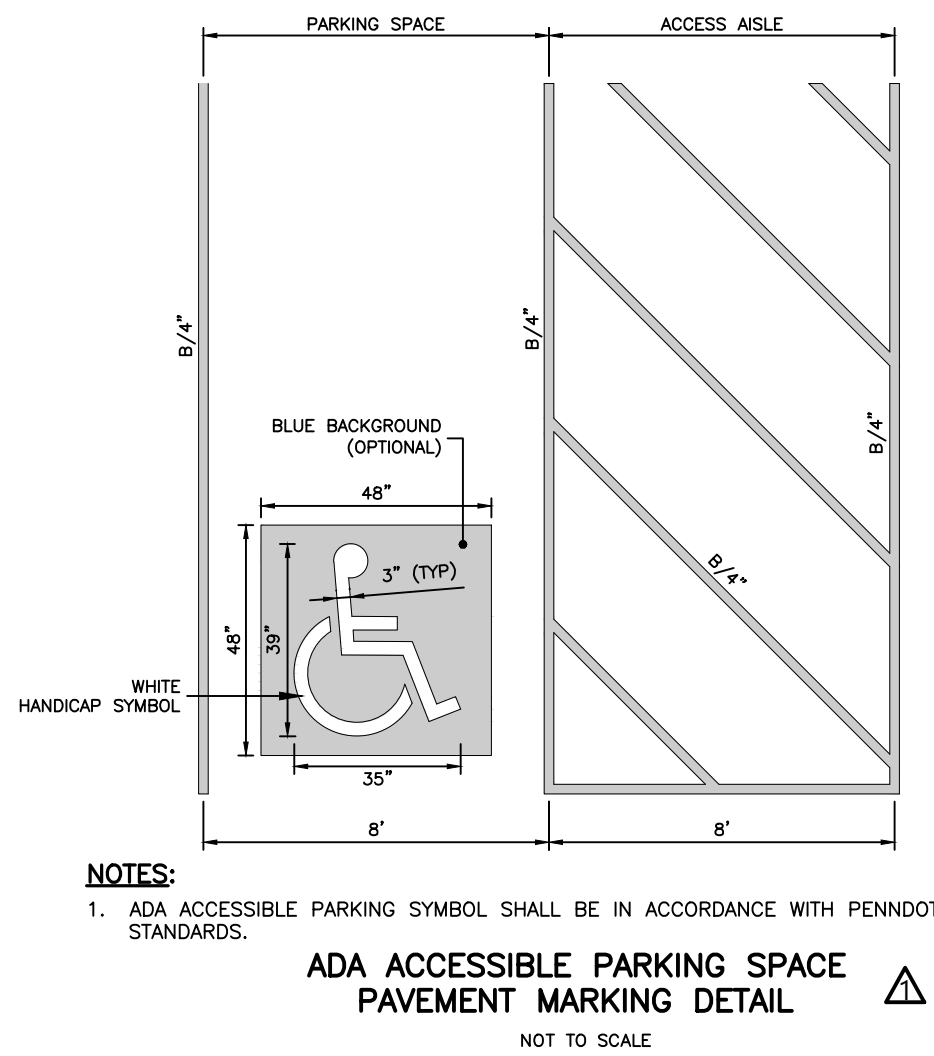 PARKING SPACE
ACCESS AISLE
B/4"
B/4"
B/4"
B/4"
BLUE BACKGROUND
(OPTIONAL)
48"
3" (TYP)
48"
39"
WHITE
HANDICAP SYMBOL
35"
8'
8'
NOTES:
1. ADA ACCESSIBLE PARKING SYMBOL SHALL BE IN ACCORDANCE WITH PENNDOT
STANDARDS.
ADA ACCESSIBLE PARKING SPACE
PAVEMENT MARKING DETAIL
1
NOT TO SCALE